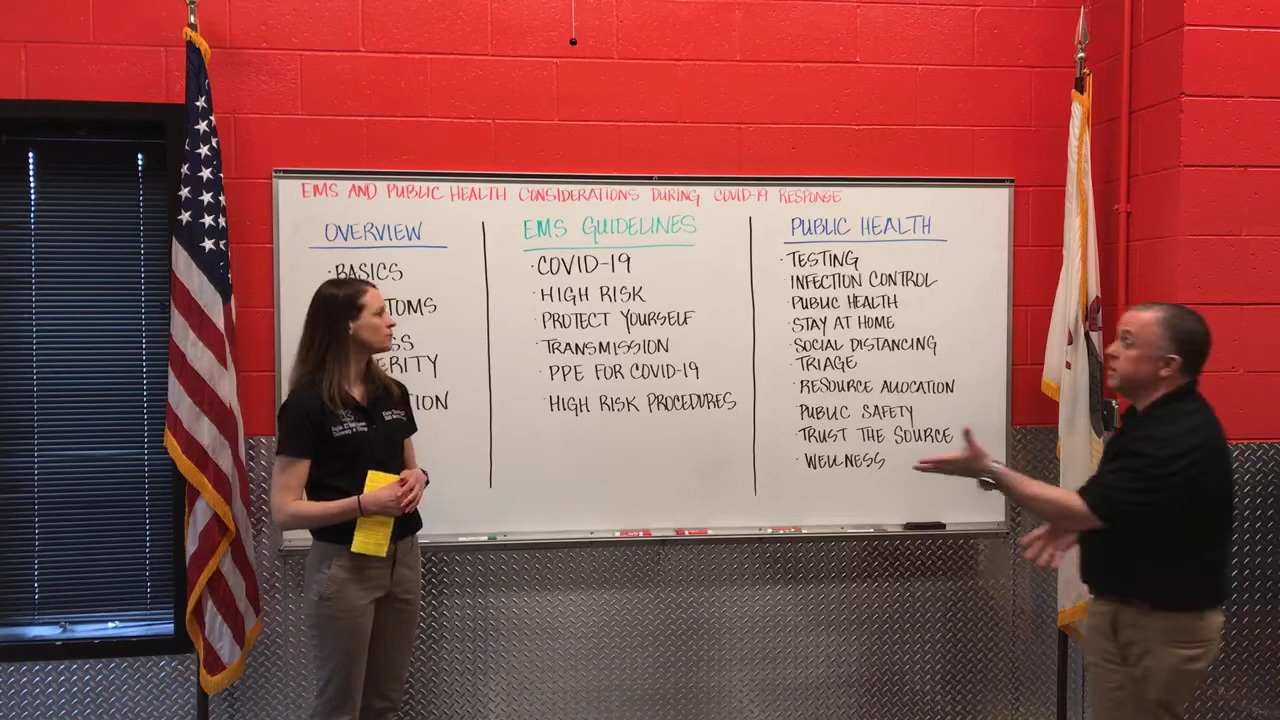 EMS AND PUBLIC HEALTH CONSIDERATIONS DURING COVID-19 RESPONSE
OVERVIEW
· BASICS
EMS GUIDELINES
· COVID-19
· HIGH RISK
· PROTECT YOURSELF
· TRANSMISSION
· PPE FOR COVID-19
· HIGH RISK PROCEDURES
PUBLIC HEALTH
· TESTING
· INFECTION CONTROL
· PUBLIC HEALTH
· STAY AT HOME
· SOCIAL DISTANCING
· TRIAGE
· RESOURCE ALLOCATION
· PUBLIC SAFETY
· TRUST THE SOURCE
· WELLNESS